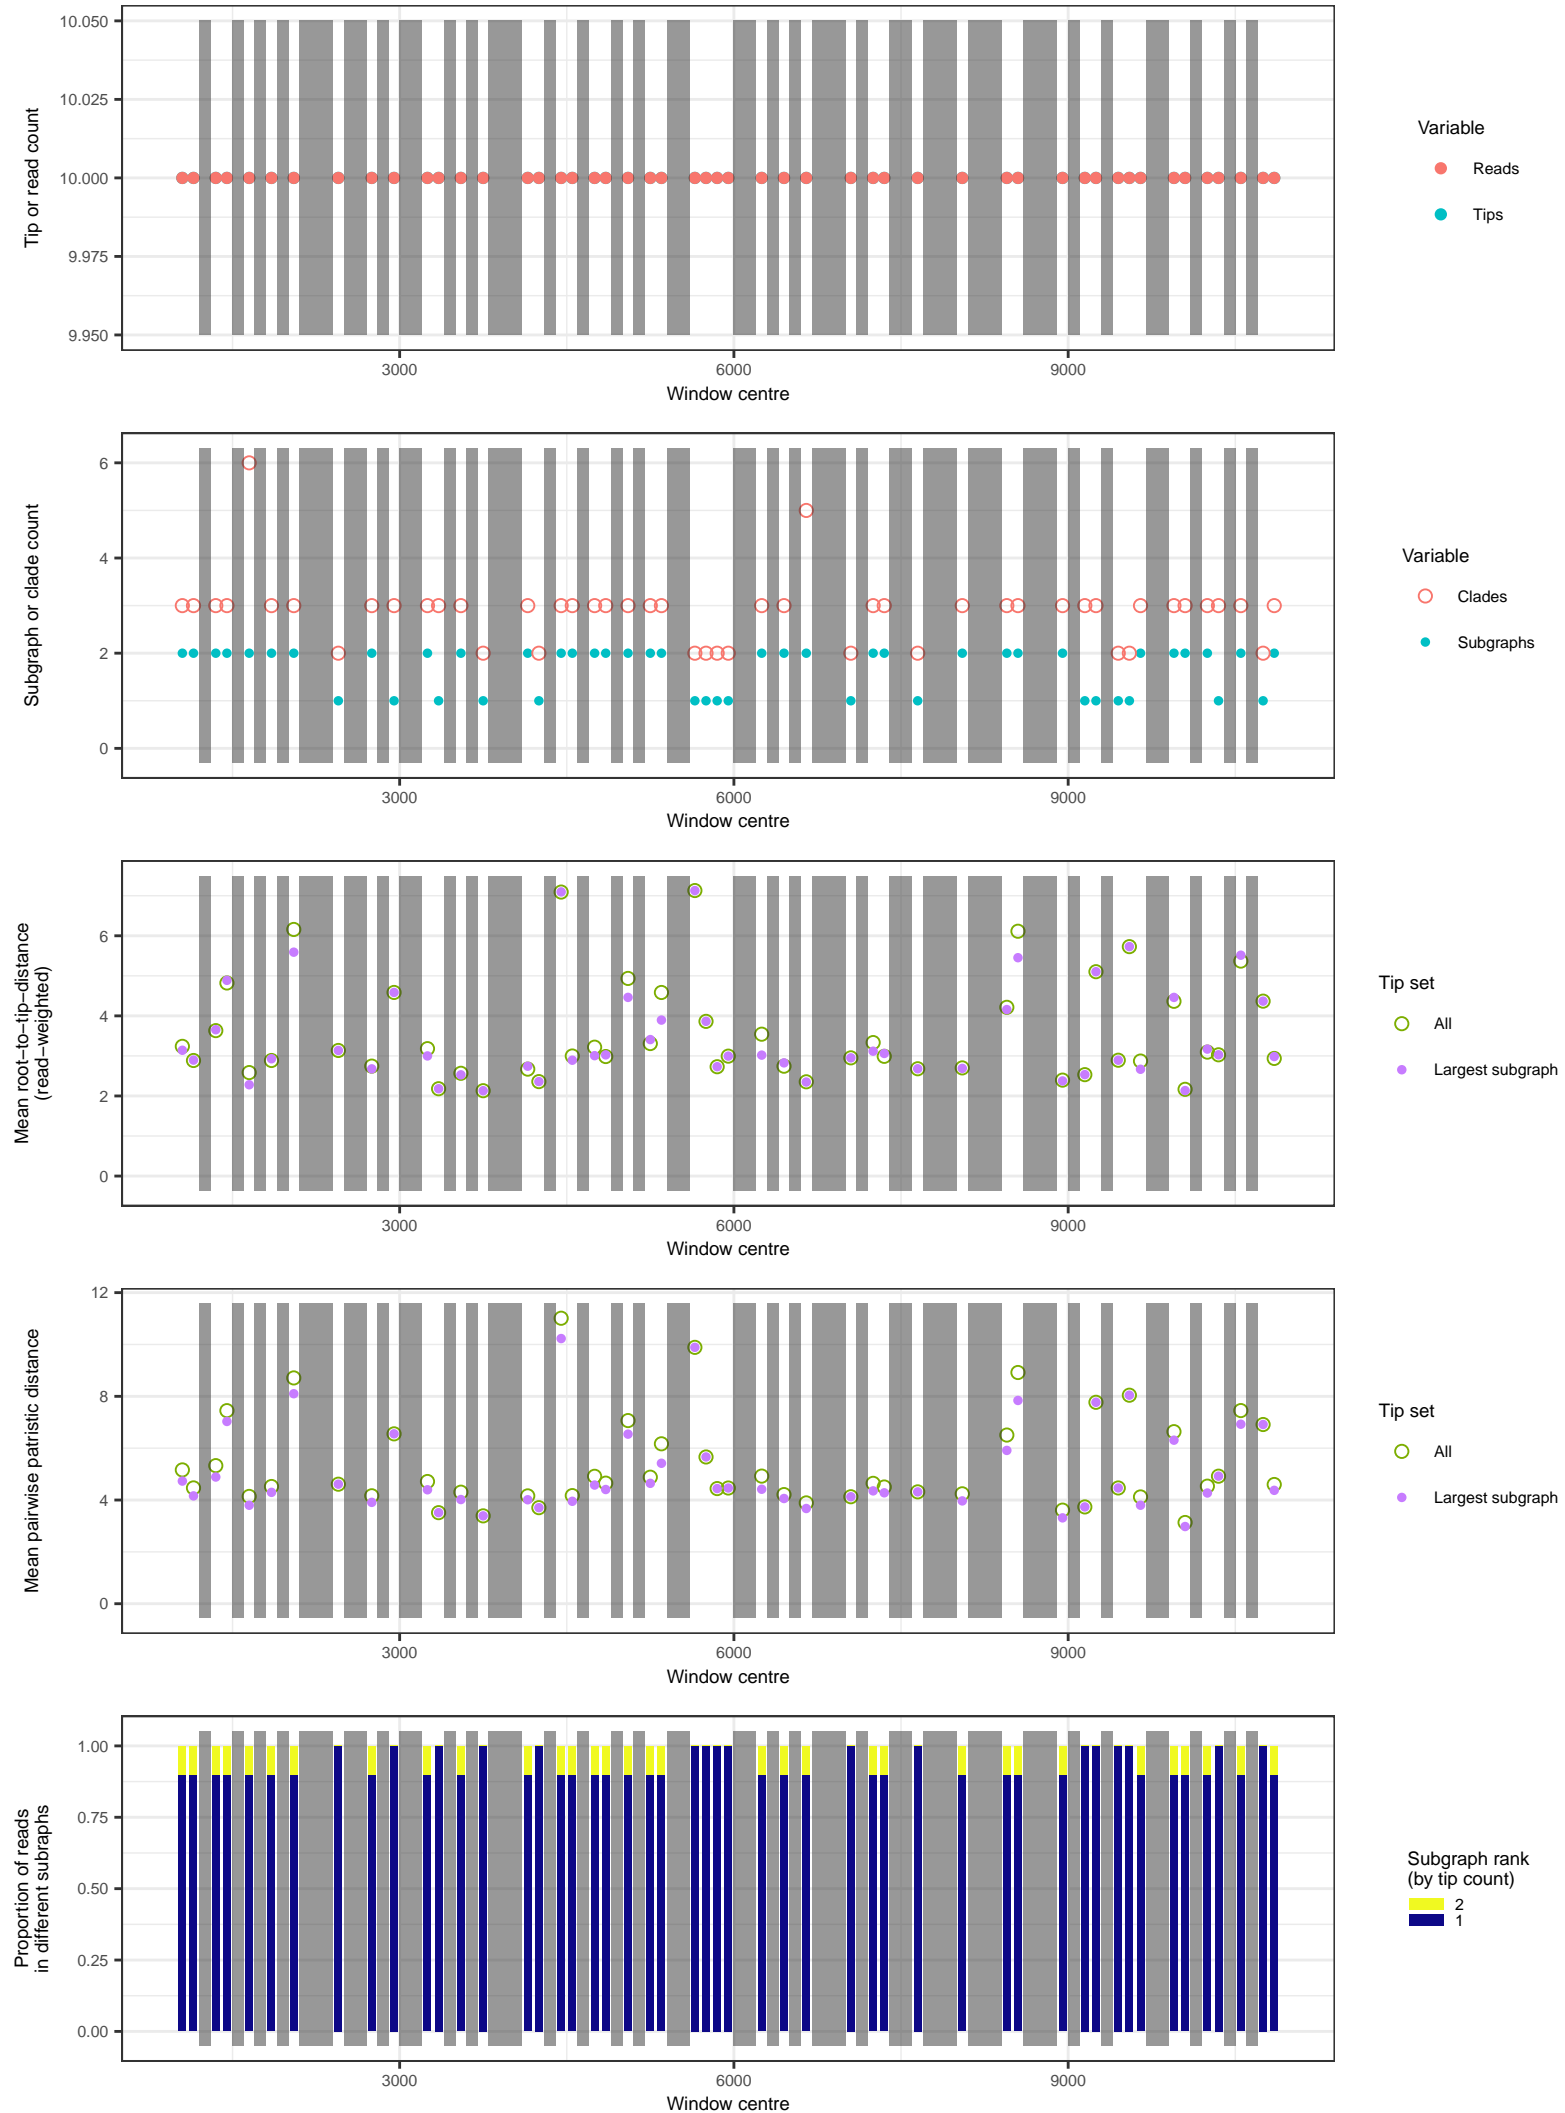 10.050
10.025
10.000
9.975
9.950
Tip or read count
3000
6000
9000
Window centre
Variable
Reads
Tips
6
4
2
0
Subgraph or clade count
3000
6000
9000
Window centre
Variable
Clades
Subgraphs
6
4
2
0
Mean root−to−tip−distance
(read−weighted)
3000
6000
9000
Window centre
Tip set
All
Largest subgraph
12
8
4
0
Mean pairwise patristic distance
3000
6000
9000
Window centre
Tip set
All
Largest subgraph
1.00
0.75
0.50
0.25
0.00
Proportion of reads
in different subraphs
3000
6000
9000
Window centre
Subgraph rank
(by tip count)
2
1